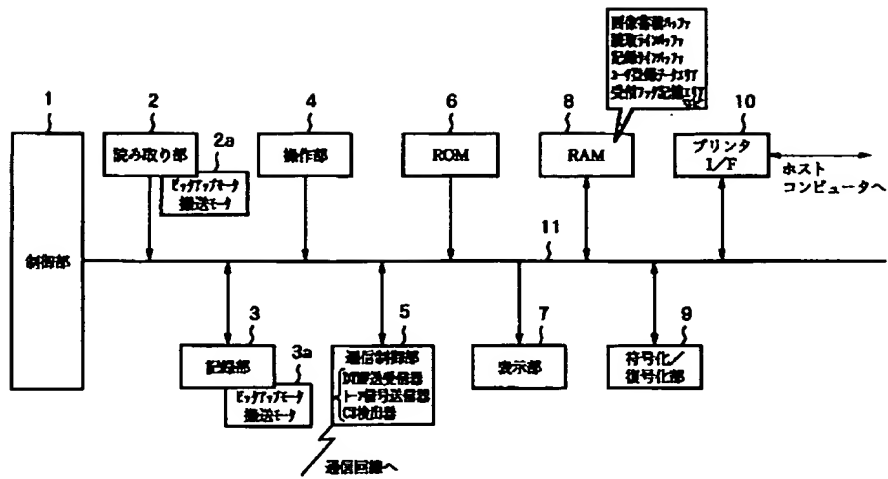 画像蓄積バッファ
読取ラインバッファ
記録ラインバッファ
ユーザ登録データエリア
受付ファクス記録エリア
1
2
4
6
8
10
読み取り部
2a
ピックアップモータ
搬送モータ
操作部
ROM
RAM
プリンタ
I/F
ホスト
コンピュータへ
制御部
11
3
記録部
3a
ピックアップモータ
搬送モータ
5
通信制御部
DTMF送受信器
トーン信号送信器
CI検出器
通信回線へ
7
表示部
9
符号化/
復号化部